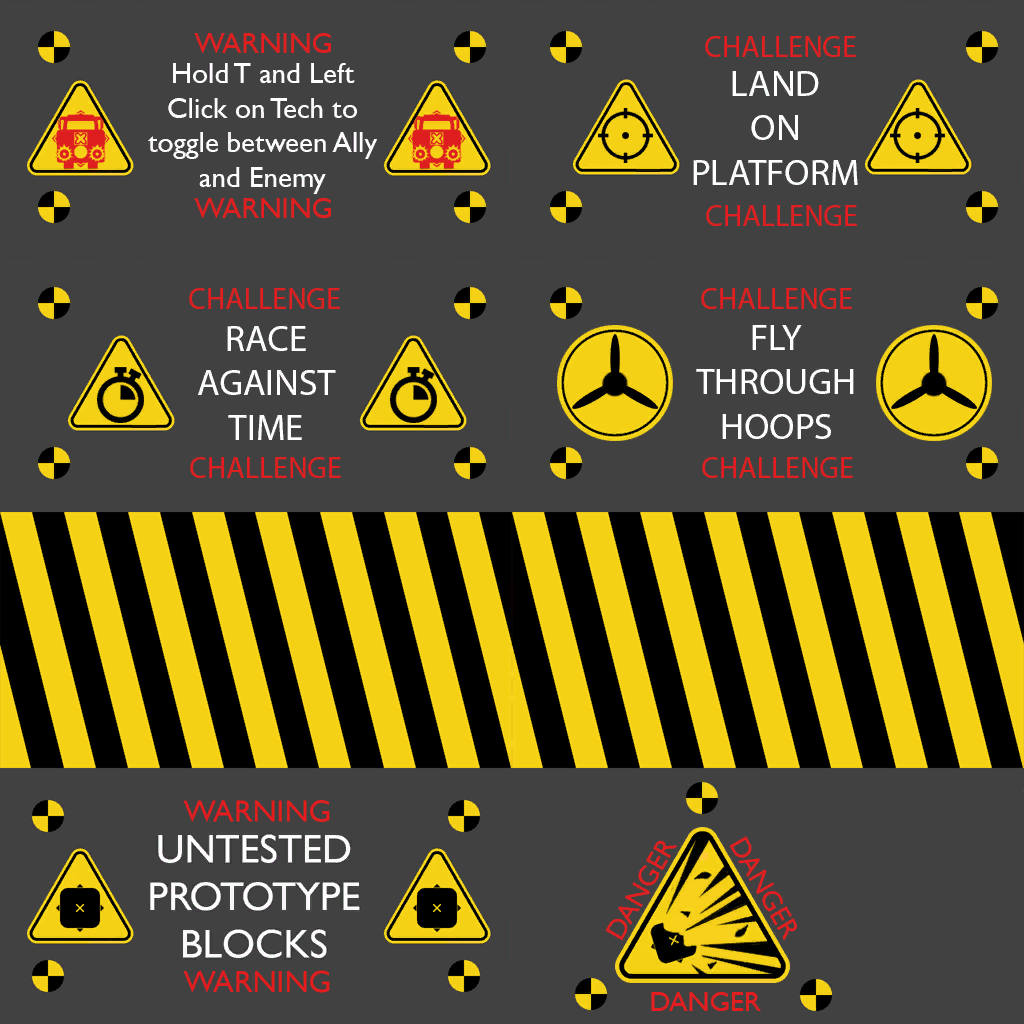 WARNING
Hold T and Left
Click on Tech to
toggle between Ally
and Enemy
WARNING
CHALLENGE
LAND
ON
PLATFORM
CHALLENGE
CHALLENGE
RACE
AGAINST
TIME
CHALLENGE
CHALLENGE
FLY
THROUGH
HOOPS
CHALLENGE
WARNING
UNTESTED
PROTOTYPE
BLOCKS
WARNING
DANGER
DANGER
DANGER